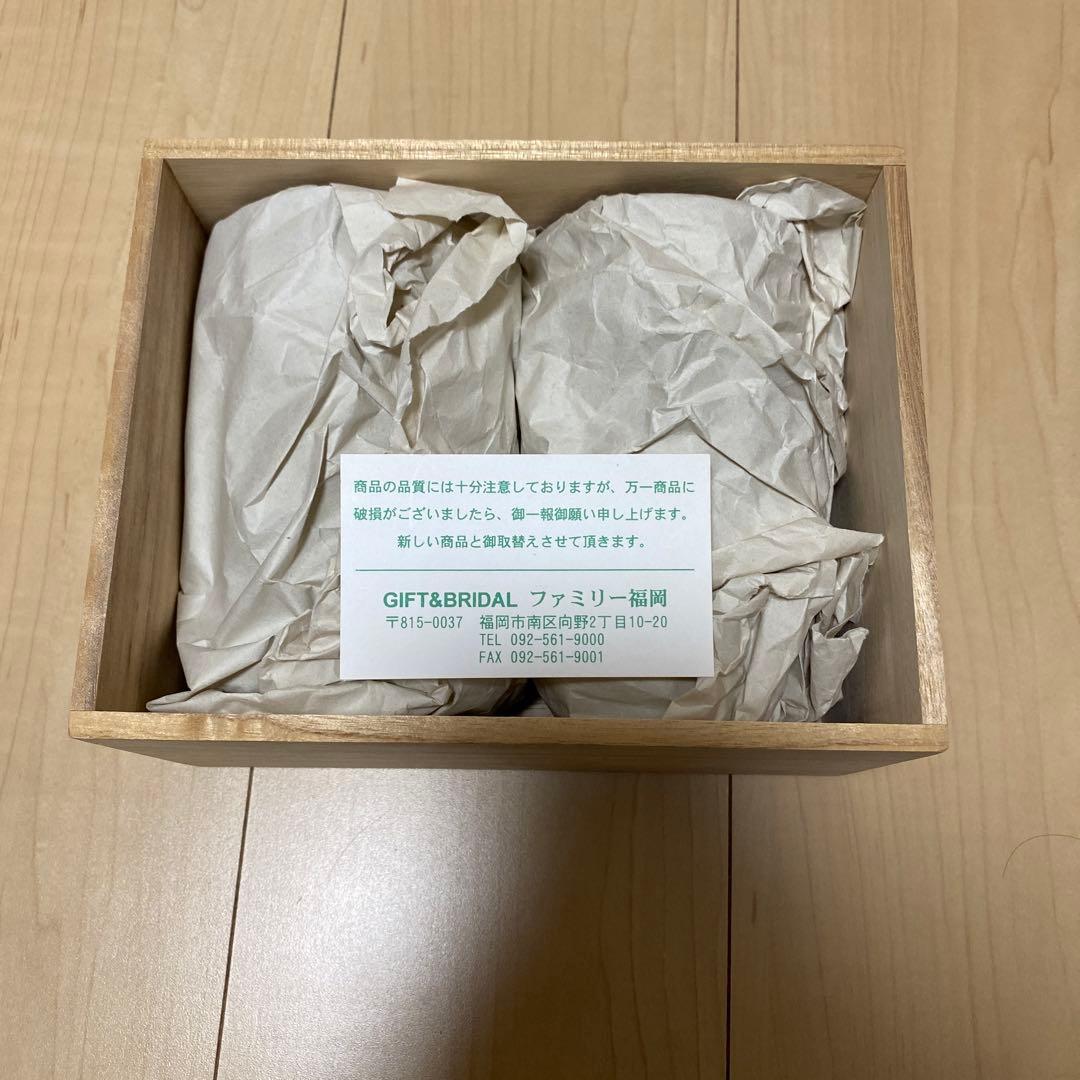 商品の品質には十分注意しておりますが、万一商品に
破損がございましたら、御一報御願い申し上げます。
新しい商品と御取替えさせて頂きます。
GIFT&BRIDAL ファミリー福岡
〒815-0037 福岡市南区向野2丁目10-20
TEL 092-561-9000
FAX 092-561-9001